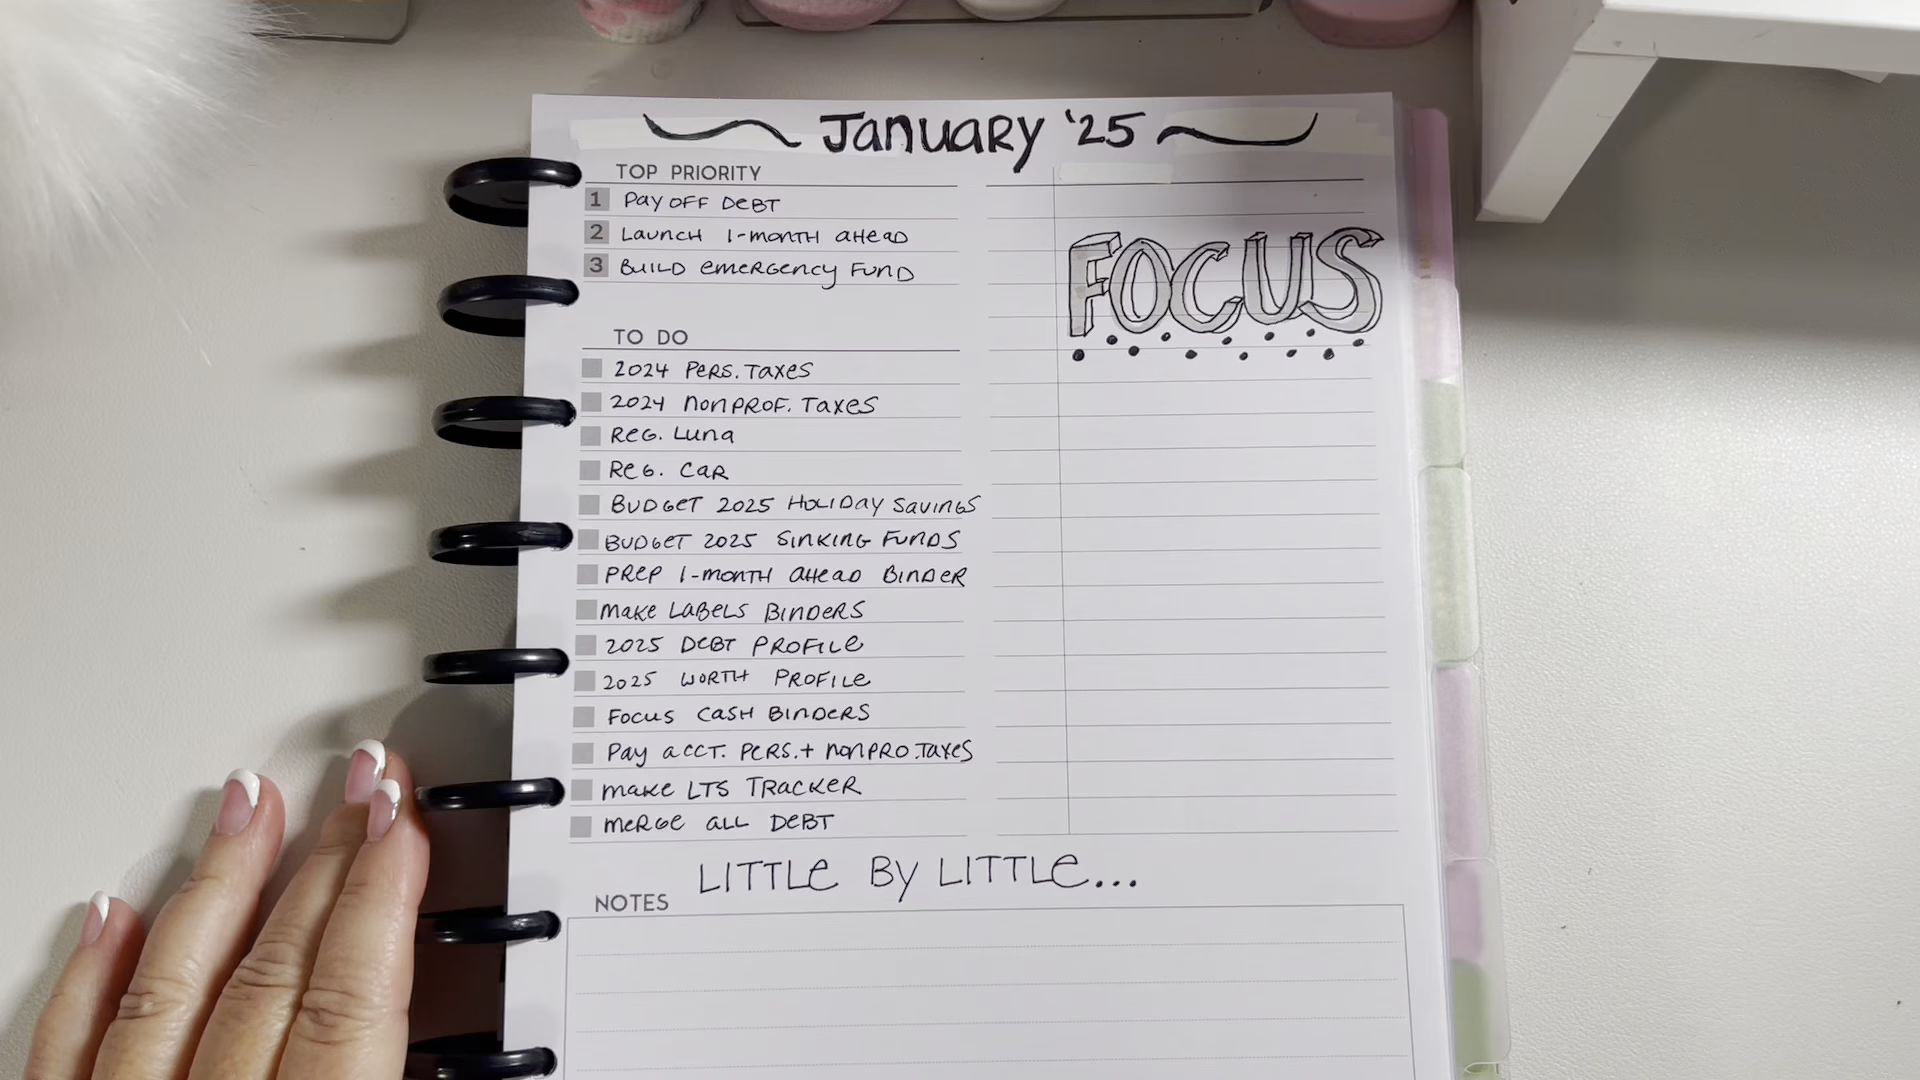 January '25
TOP PRIORITY
1 Pay off Debt
2 Launch 1-month ahead
3 Build emergency Fund
FOCUS
TO DO
2024 Pers. Taxes
2024 nonprof. Taxes
Reg. Luna
Reg. Car
Budget 2025 Holiday Savings
Budget 2025 Sinking Funds
Prep 1-month ahead Binder
make Labels Binders
2025 Debt Profile
2025 Worth Profile
Focus Cash Binders
Pay acct. Pers. + nonpro. Taxes
make LTS Tracker
merge all Debt
Little by Little...
NOTES